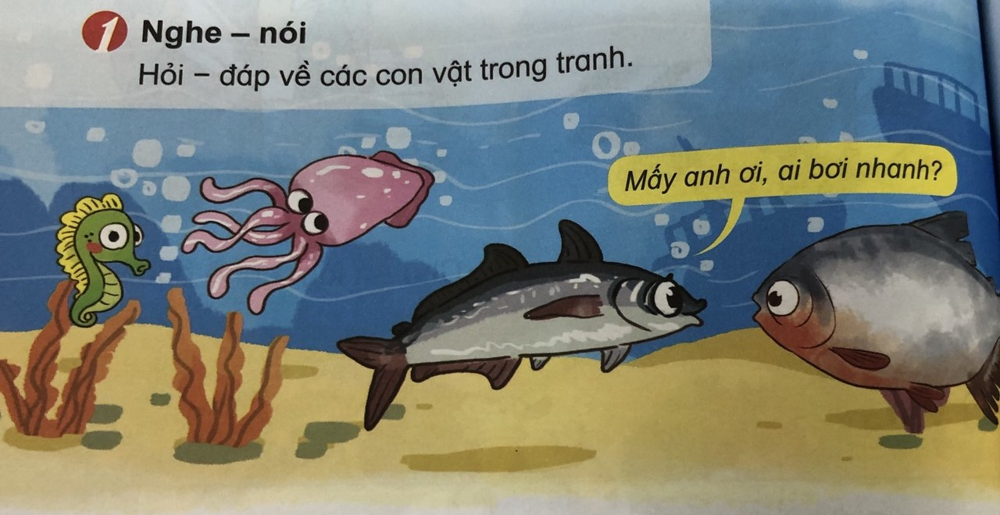 1 Nghe – nói
Hỏi – đáp về các con vật trong tranh.
Mấy anh ơi, ai bơi nhanh?